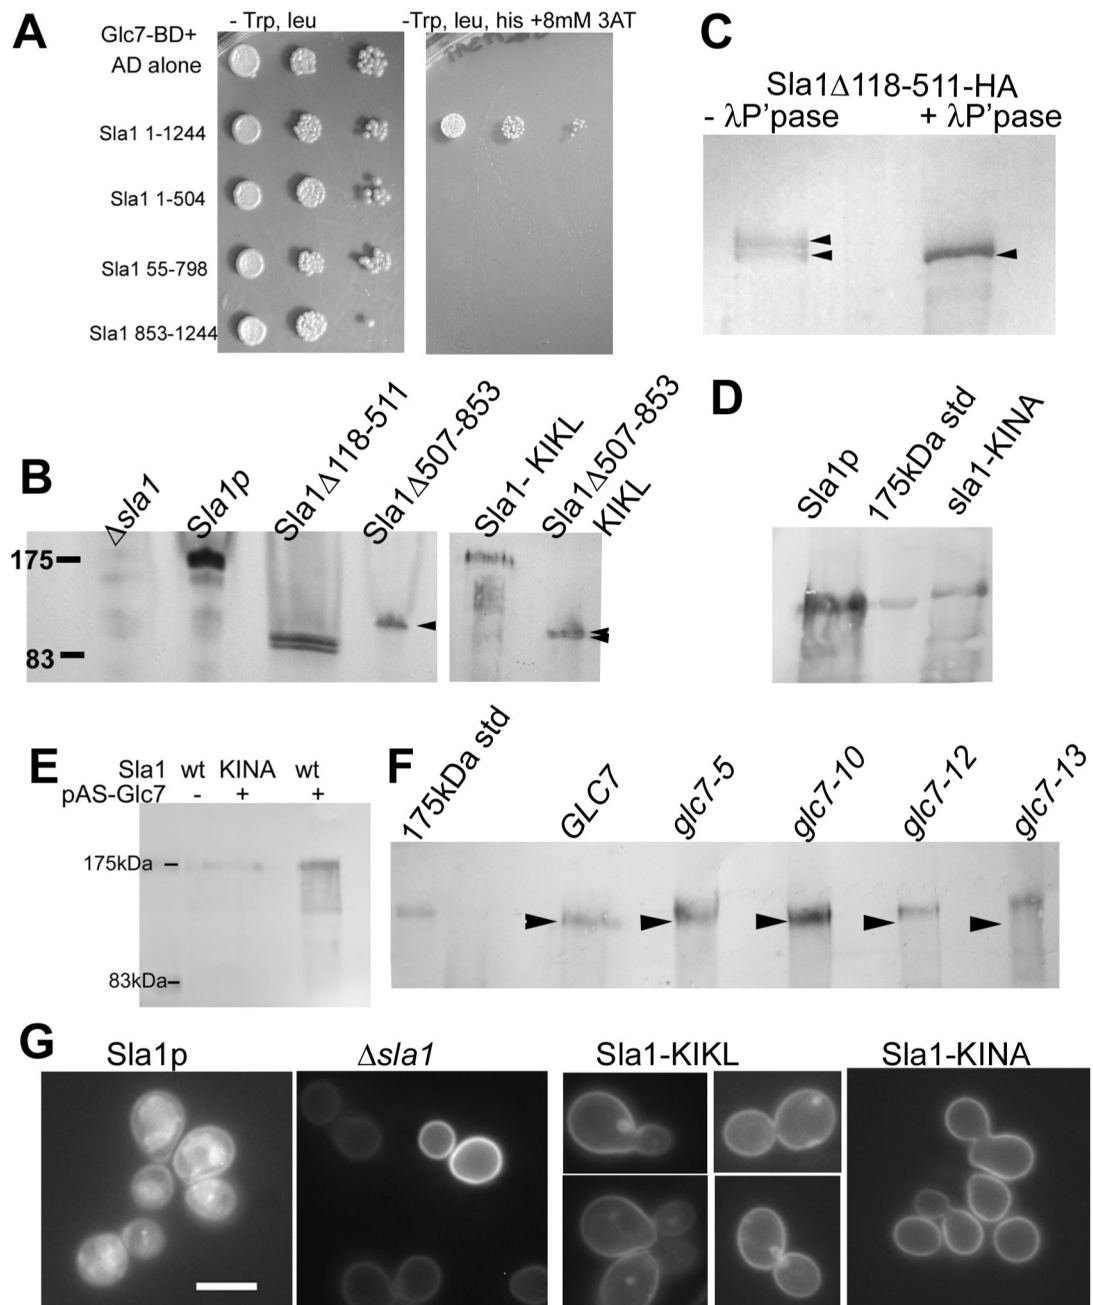 A
- Trp, leu
-Trp, leu, his +8mM 3AT
Glc7-BD+
AD alone
Sla1 1-1244
Sla1 1-504
Sla1 55-798
Sla1 853-1244
C
Sla1Δ118-511-HA
- λP'pase
+ λP'pase
B
Δsla1
Sla1p
Sla1Δ118-511
Sla1Δ507-853
Sla1- KIKL
Sla1Δ507-853
KIKL
175
83
D
Sla1p
175kDa std
sla1-KINA
E
Sla1 wt KINA wt
pAS-Glc7 - + +
175kDa
83kDa
F
175kDa std
GLC7
glc7-5
glc7-10
glc7-12
glc7-13
G
Sla1p
Δsla1
Sla1-KIKL
Sla1-KINA